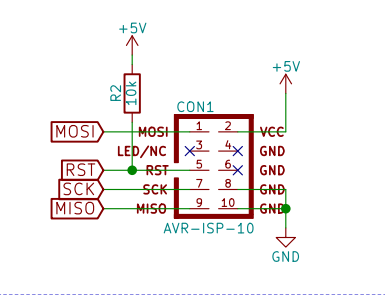 +5V
+5V
R2
10k
CON1
MOSI MOSI 1 2 VCC
LED/NC 3 4 GND
RST RST 5 6 GND
SCK SCK 7 8 GND
MISO MISO 9 10 GND
AVR-ISP-10
GND